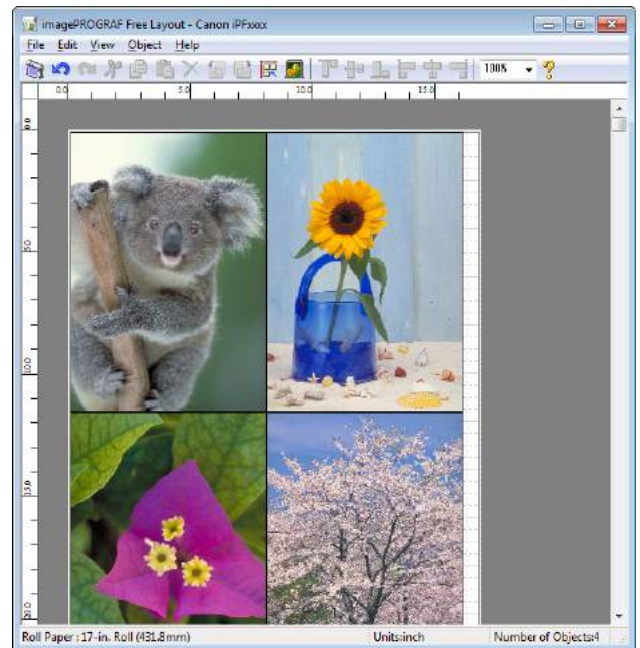 imagePROGRAF Free Layout - Canon iPFxxxx
File Edit View Object Help
100%
0.0 5.0 10.0 15.0
0.0
5.0
10.0
15.0
20.0
Roll Paper : 17-in. Roll (431.8mm) Units:inch Number of Objects:4